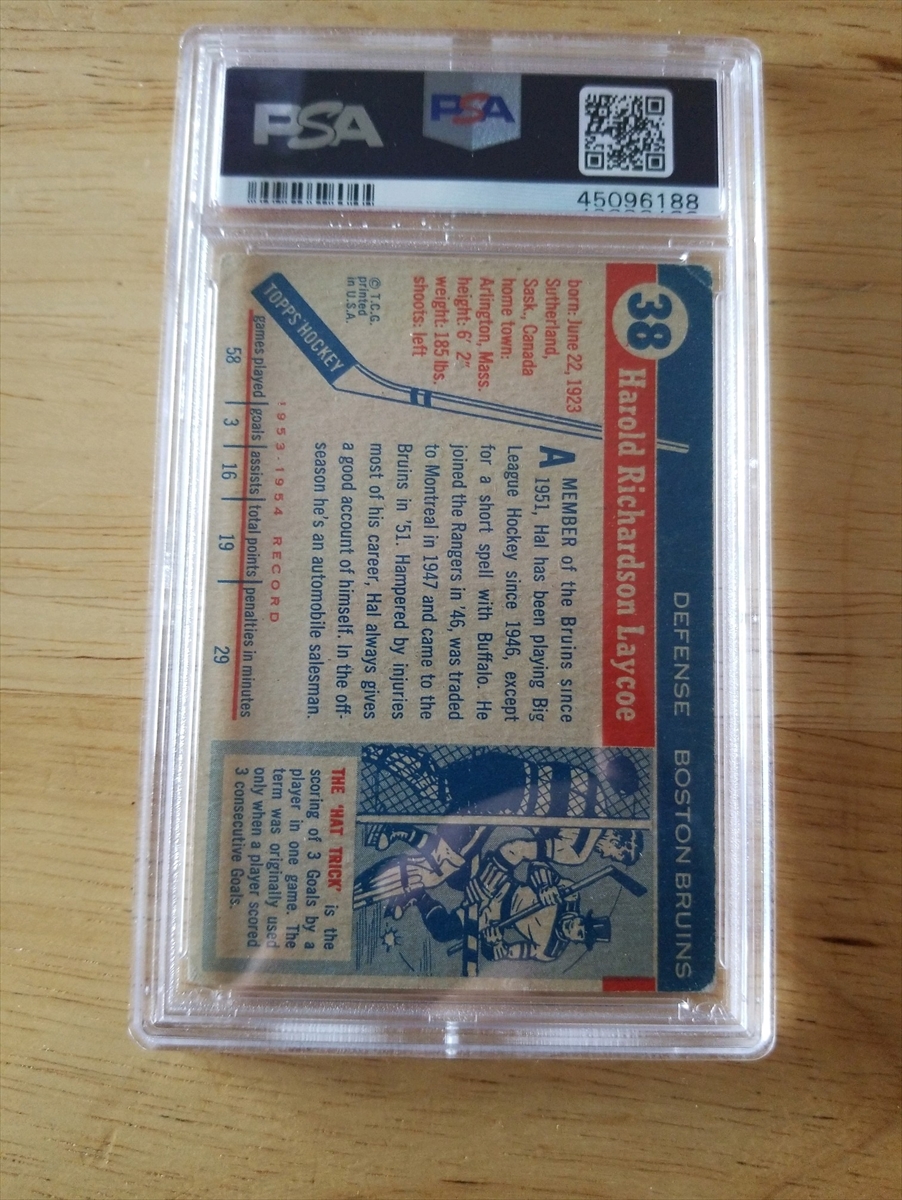 PSA
PSA
45096188
DEFENSE BOSTON BRUINS
38
Harold Richardson Laycoe
born: June 22, 1923
Sutherland,
Sask., Canada
home town:
Arlington, Mass.
height: 6' 2"
weight: 185 lbs.
shoots: left
© T.C.G.
printed
in U.S.A.
TOPPS HOCKEY
A MEMBER of the Bruins since
1951, Hal has been playing Big
League Hockey since 1946, except
for a short spell with Buffalo. He
joined the Rangers in '46, was traded
to Montreal in 1947 and came to the
Bruins in '51. Hampered by injuries
most of his career, Hal always gives
a good account of himself. In the off-
season he's an automobile salesman.
1953-1954 RECORD
games played goals assists total points penalties in minutes
58 3 16 19 29
THE 'HAT TRICK' is the
scoring of 3 Goals by a
player in one game. The
term was originally used
only when a player scored
3 consecutive Goals.